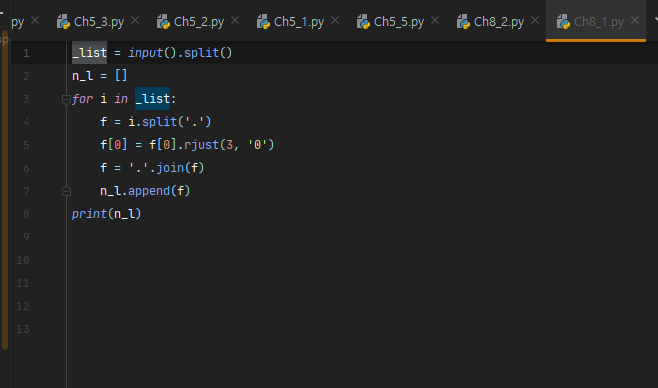 .py Ch5_3.py Ch5_2.py Ch5_1.py Ch5_5.py Ch8_2.py Ch8_1.py
1 _list = input().split()
2 n_l = []
3 for i in _list:
4     f = i.split('.')
5     f[0] = f[0].rjust(3, '0')
6     f = '.'.join(f)
7     n_l.append(f)
8 print(n_l)
9
10
11
12
13